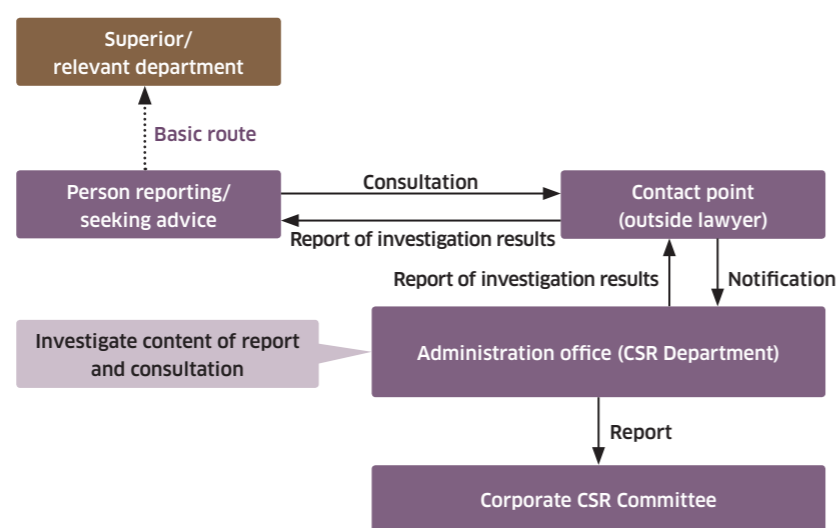 Superior/
relevant department
Basic route
Person reporting/
seeking advice
Consultation
Report of investigation results
Contact point
(outside lawyer)
Report of investigation results
Notification
Investigate content of report
and consultation
Administration office (CSR Department)
Report
Corporate CSR Committee